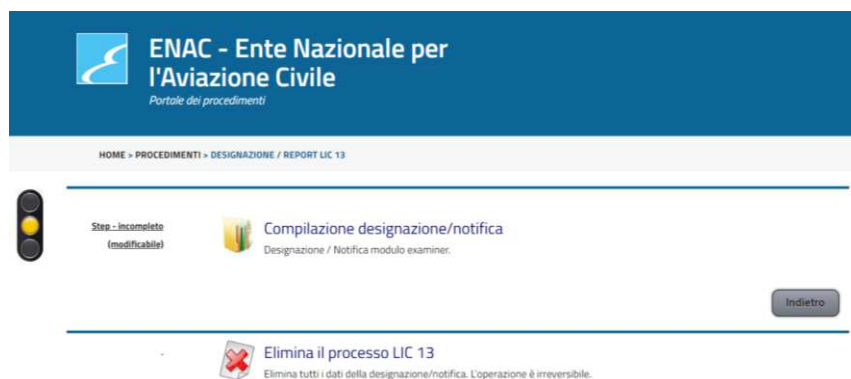 ENAC - Ente Nazionale per
l'Aviazione Civile
Portale dei procedimenti
HOME » PROCEDIMENTI » DESIGNAZIONE / REPORT LIC 13
Step - incompleto
(modificabile)
Compilazione designazione/notifica
Designazione / Notifica modulo examiner.
Indietro
-
Elimina il processo LIC 13
Elimina tutti i dati della designazione/notifica. L'operazione è irreversibile.